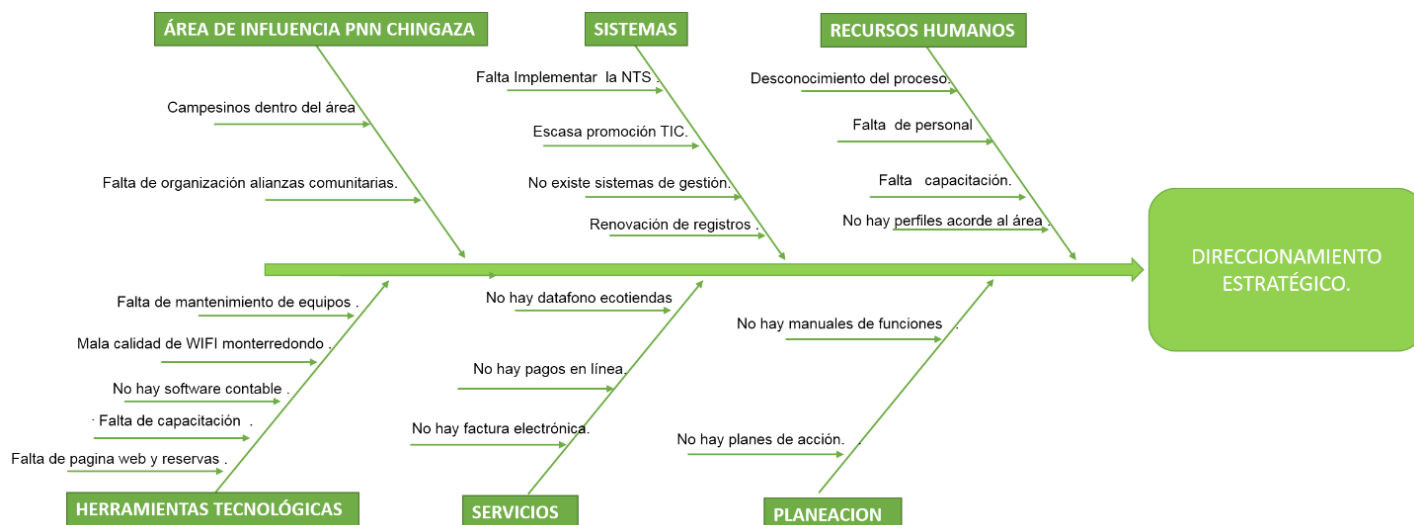 ÁREA DE INFLUENCIA PNN CHINGAZA
SISTEMAS
RECURSOS HUMANOS
Campesinos dentro del área
Falta de organización alianzas comunitarias.
Falta Implementar la NTS .
Escasa promoción TIC.
No existe sistemas de gestión.
Renovación de registros .
Desconocimiento del proceso.
Falta de personal
Falta capacitación.
No hay perfiles acorde al área .
DIRECCIONAMIENTO
ESTRATÉGICO.
Falta de mantenimiento de equipos .
Mala calidad de WIFI monterredondo .
No hay software contable .
· Falta de capacitación .
Falta de pagina web y reservas .
No hay datafono ecotiendas
No hay pagos en línea.
No hay factura electrónica.
No hay manuales de funciones .
No hay planes de acción. .
HERRAMIENTAS TECNOLÓGICAS
SERVICIOS
PLANEACION